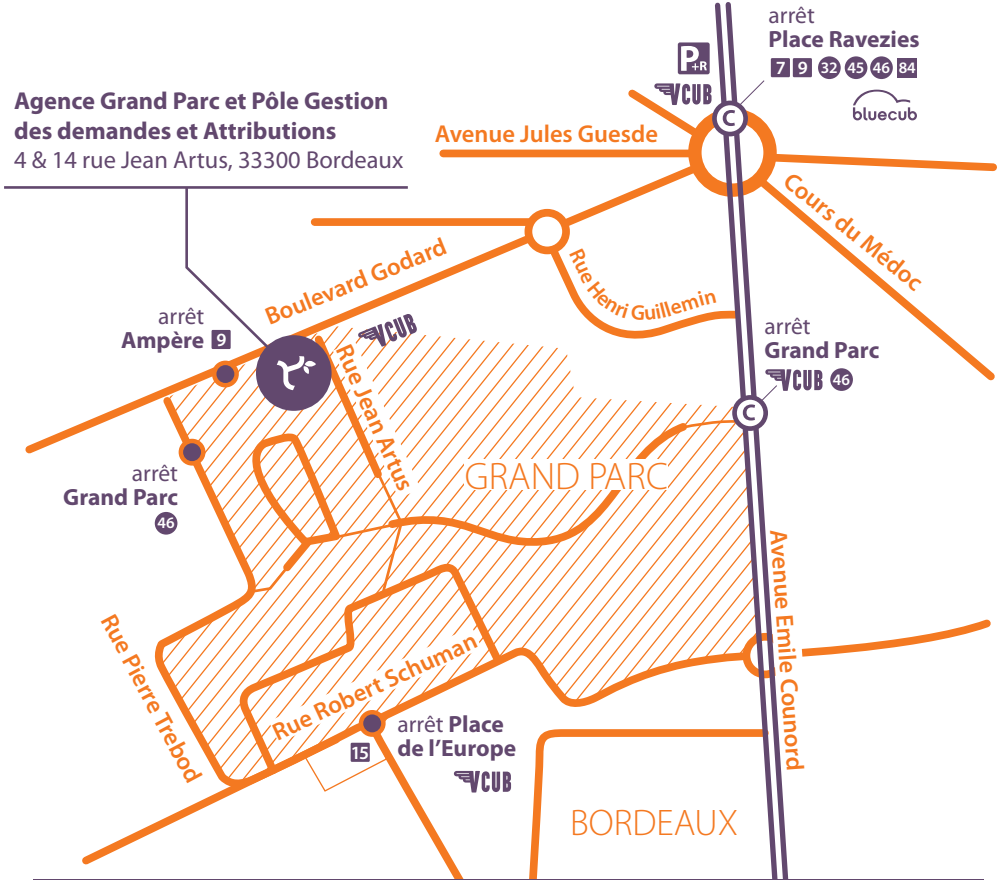 arrêt
Place Ravezies
7 9 32 45 46 84
P+R
VCUB
bluecub
C
Agence Grand Parc et Pôle Gestion
des demandes et Attributions
4 & 14 rue Jean Artus, 33300 Bordeaux
Avenue Jules Guesde
Cours du Médoc
Boulevard Godard
Rue Henri Guillemin
arrêt
Ampère 9
VCUB
Rue Jean Artus
arrêt
Grand Parc
VCUB 46
C
GRAND PARC
arrêt
Grand Parc
46
Avenue Emile Counord
Rue Pierre Trebod
Rue Robert Schuman
arrêt Place
de l'Europe
15
VCUB
BORDEAUX